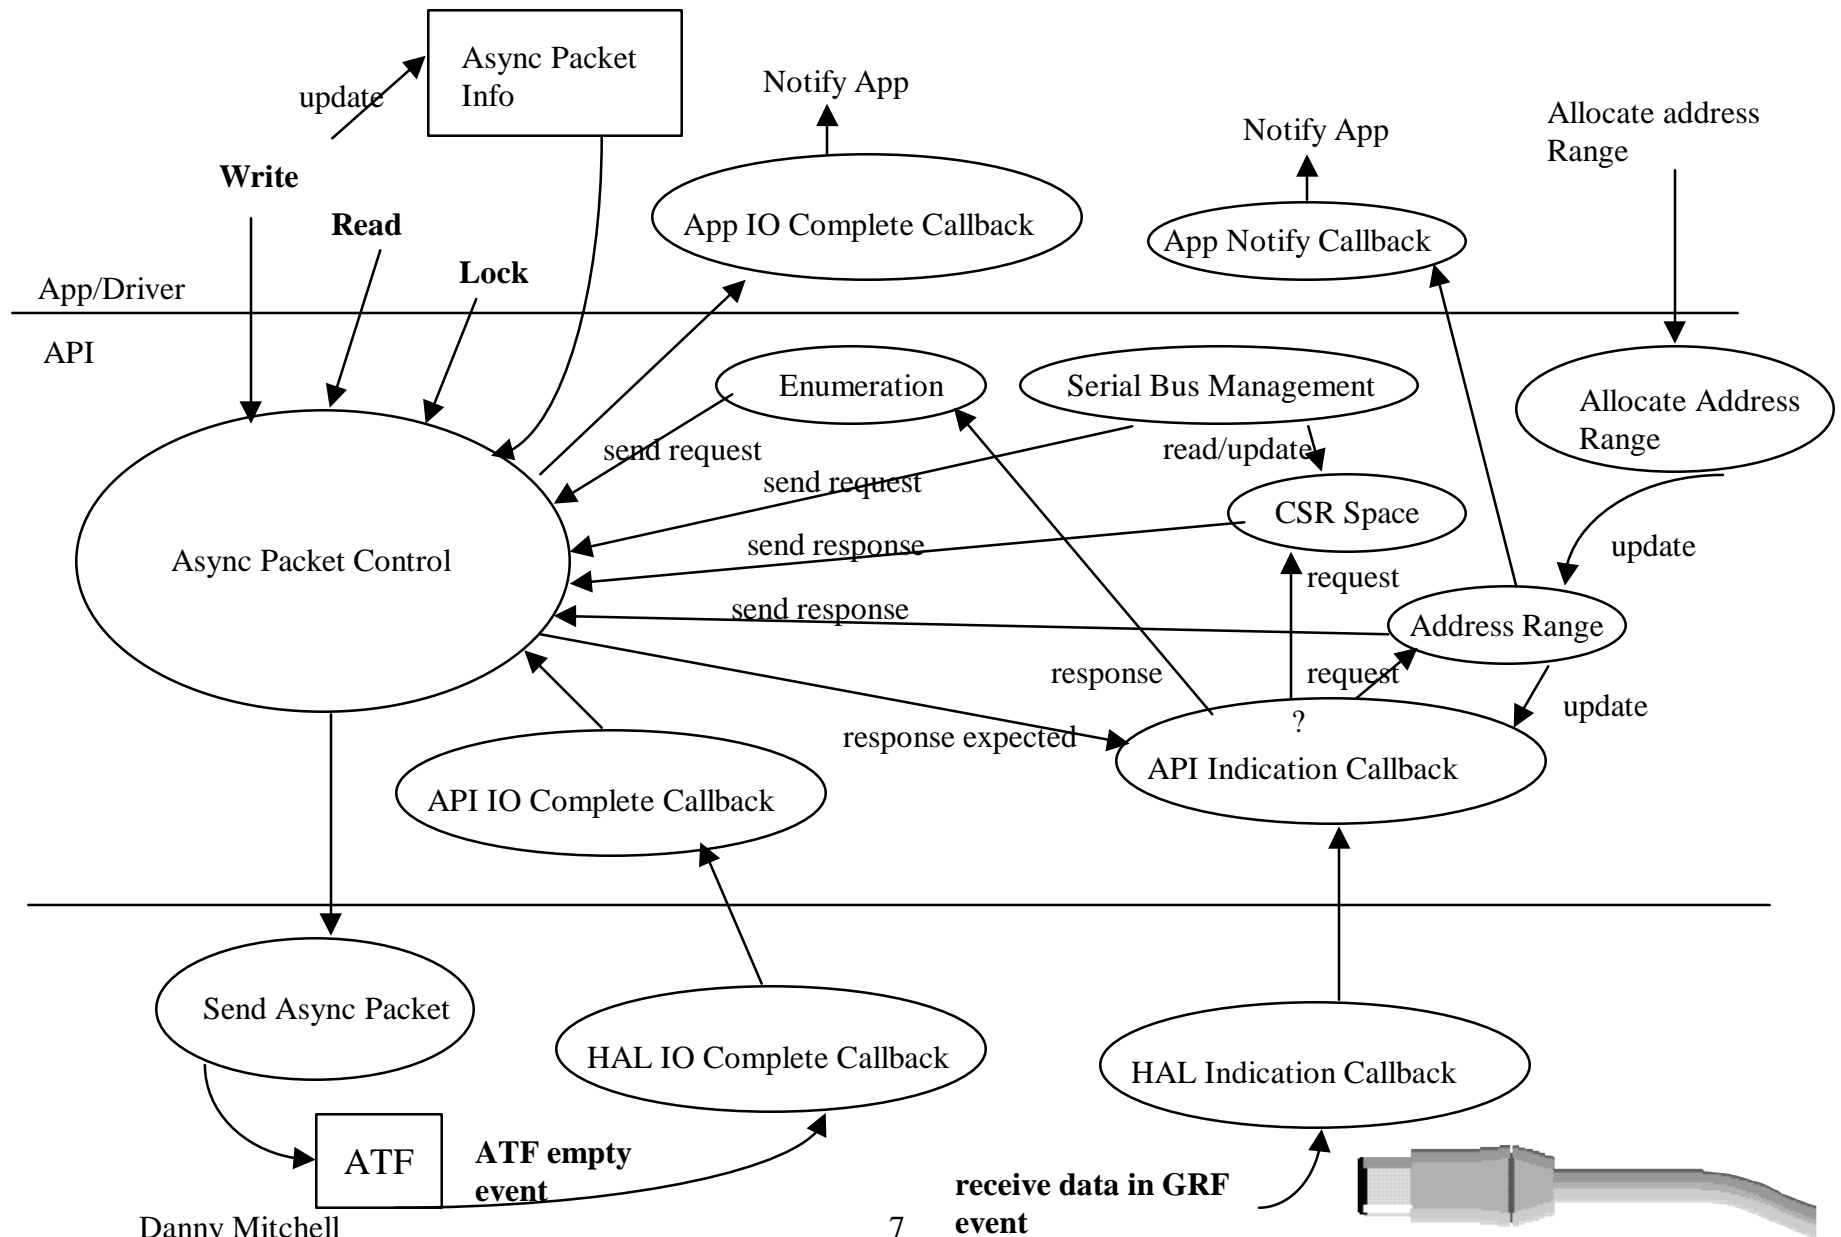 Async Packet
Info
update
Notify App
Notify App
Allocate address
Range
Write
Read
Lock
App IO Complete Callback
App Notify Callback
App/Driver
API
Enumeration
Serial Bus Management
Allocate Address
Range
send request
read/update
send request
CSR Space
send response
update
Async Packet Control
request
send response
Address Range
response
request
update
response expected
?
API Indication Callback
API IO Complete Callback
Send Async Packet
HAL IO Complete Callback
HAL Indication Callback
ATF
ATF empty
event
receive data in GRF
event
Danny Mitchell
7